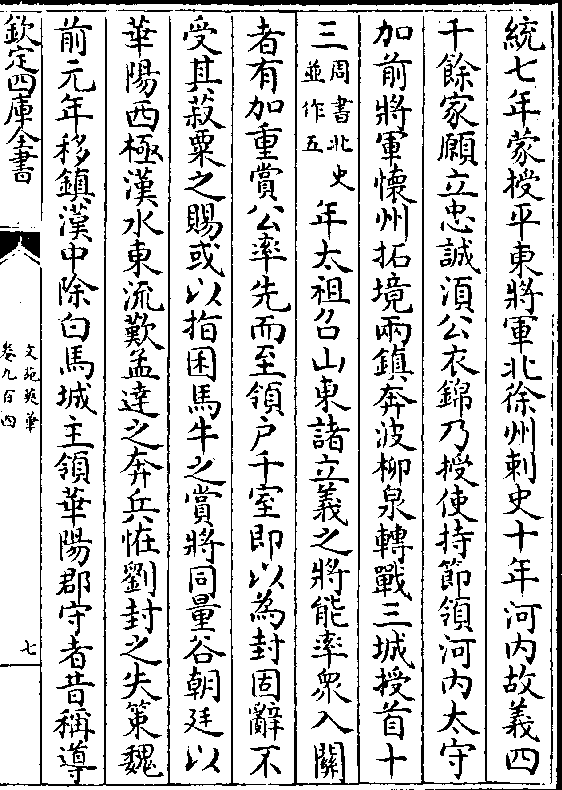 統七年蒙授平東將軍北徐州刺史十年河内故義四
千餘家願立忠誠湏公衣錦乃授使持節領河内太守
加前將軍懷州拓境兩鎮奔波柳泉轉戰三城授首十
三周書北史並作五年太祖召山東諸立義之將能率衆入關
者有加重賞公率先而至領户千室即以為封固辭不
受其菽粟之賜或以指囷馬牛之賞將同量谷朝廷以
華陽西極漢水東流歎孟達之奔兵恠劉封之失策魏
前元年移鎮漢中除白馬城主領華陽郡守者昔稱導
欽定四庫全書
文苑英華
卷九百四
七